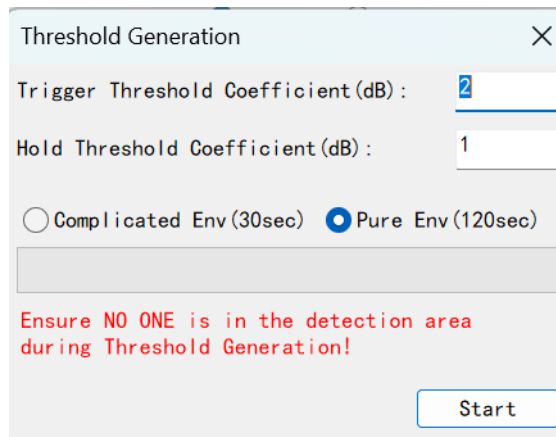 Threshold Generation
Trigger Threshold Coefficient(dB):
2
Hold Threshold Coefficient(dB):
1
Complicated Env(30sec) Pure Env(120sec)
Ensure NO ONE is in the detection area
during Threshold Generation!
Start